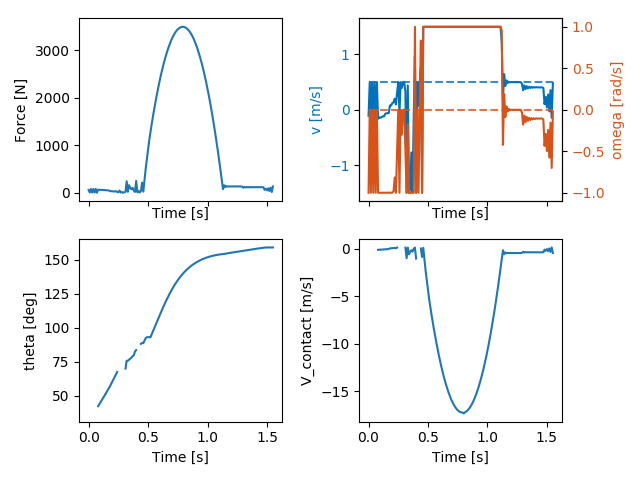 Force [N]
3000
2000
1000
0
Time [s]
v [m/s]
1
0
−1
1.0
0.5
0.0
−0.5
−1.0
omega [rad/s]
Time [s]
theta [deg]
150
125
100
75
50
0.0 0.5 1.0 1.5
Time [s]
V_contact [m/s]
0
−5
−10
−15
0.0 0.5 1.0 1.5
Time [s]